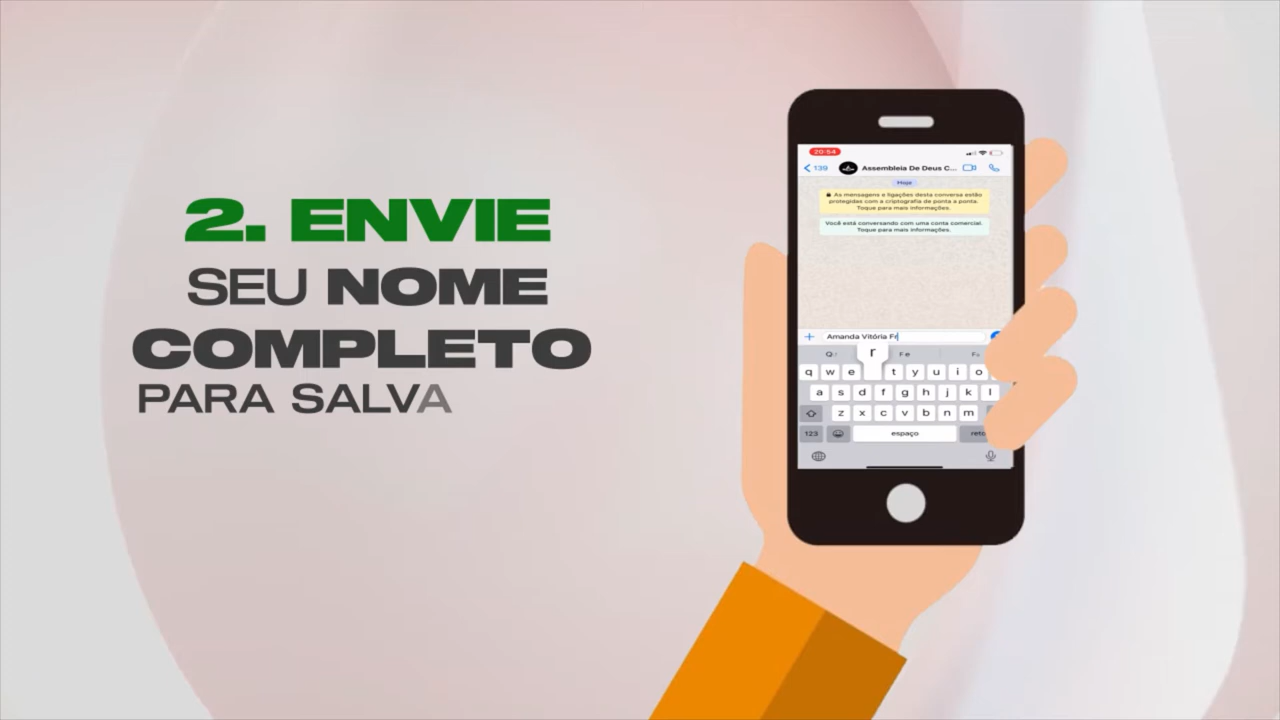 2. ENVIE
SEU NOME
COMPLETO
PARA SALVA
20:54
139
Assembleia De Deus C...
Hoje
As mensagens e ligações desta conversa estão
protegidas com a criptografia de ponta a ponta.
Toque para mais informações.
Você está conversando com uma conta comercial.
Toque para mais informações.
Amanda Vitória Fr
r
Fe
q w e t y u i o
a s d f g h j k l
z x c v b n m
123 espaço reto